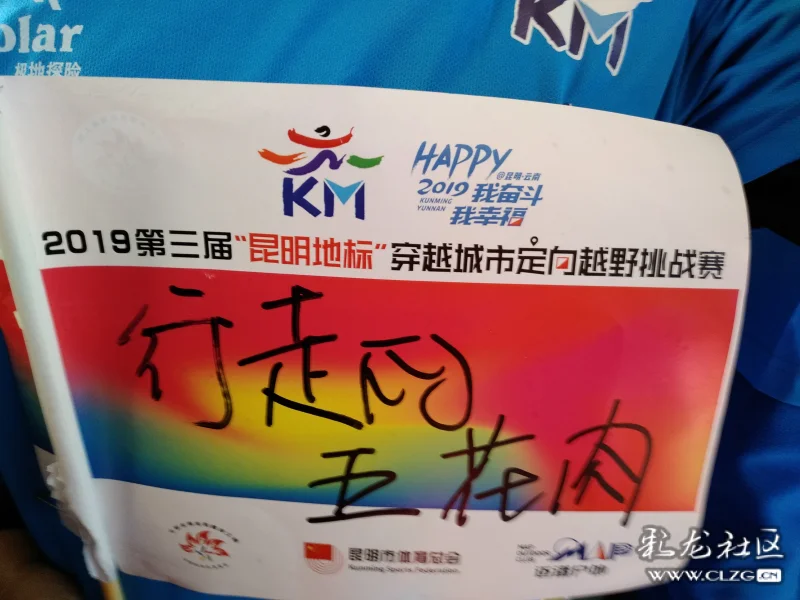 olar
极地探险
KM
KM
HAPPY
@昆明·云南
2019 我奋斗
KUNMING
YUNNAN
我幸福
2019第三届“昆明地标”穿越城市定向越野挑战赛
行走的
五花肉
昆明市体育总会
Kunming Sports Federation
MAP
彩龙社区
WWW.CLZG.CN